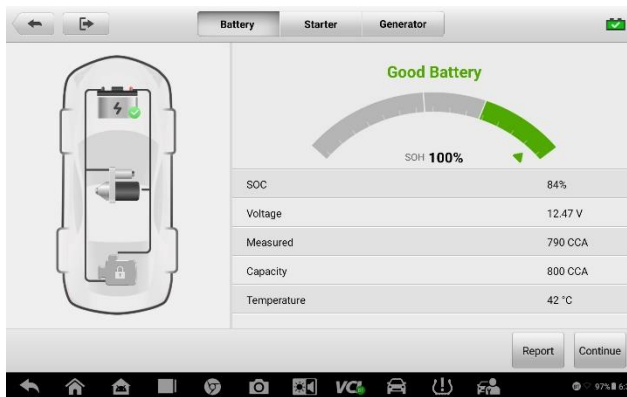 Battery Starter Generator
Good Battery
SOH 100%
SOC 84%
Voltage 12.47 V
Measured 790 CCA
Capacity 800 CCA
Temperature 42 °C
Report Continue
VCI 97%